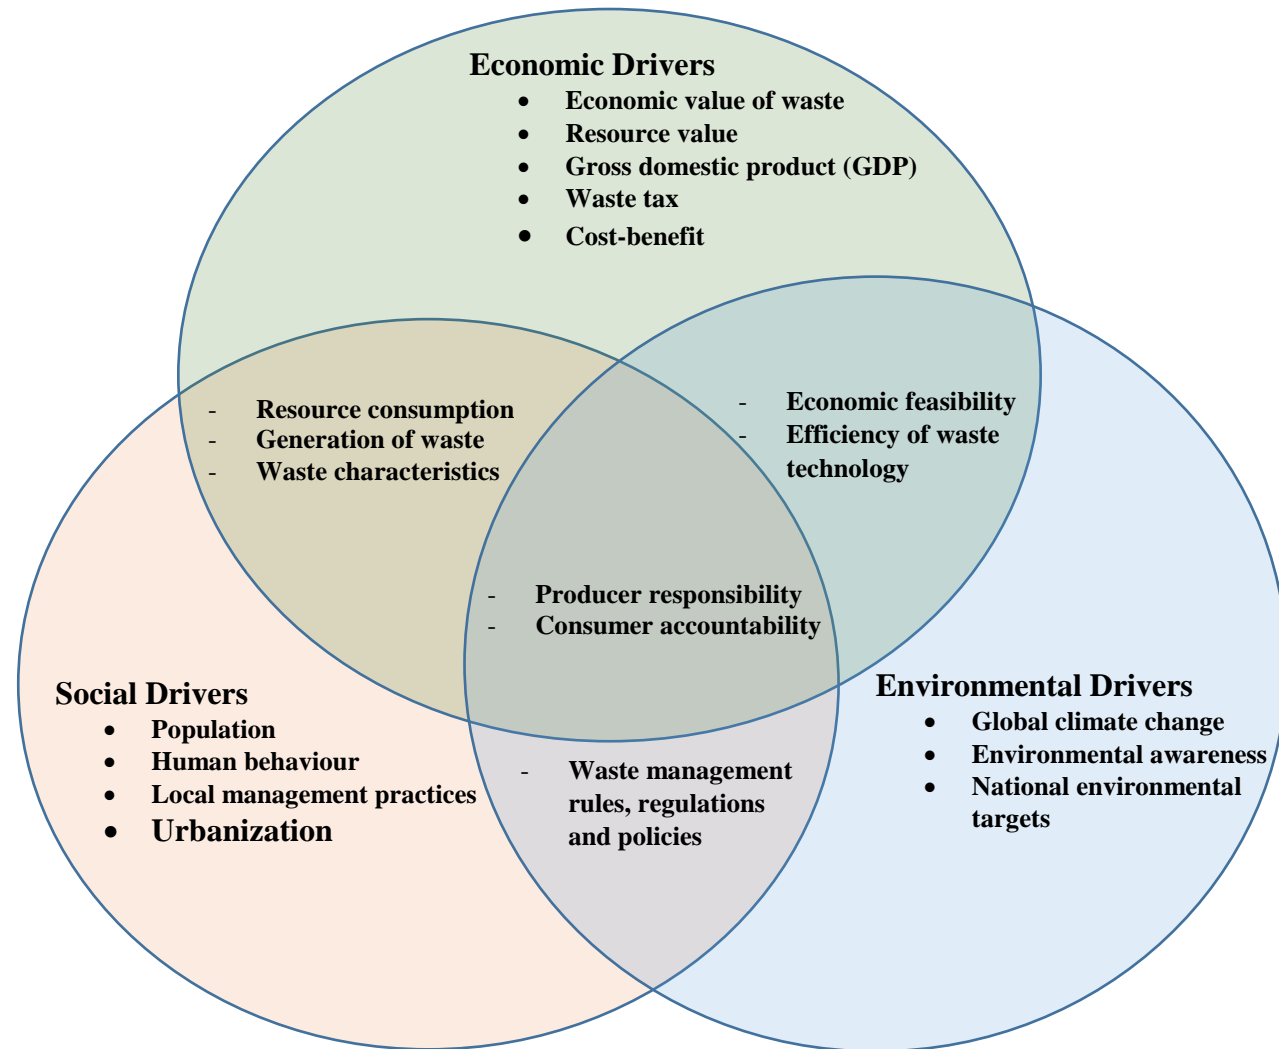 Economic Drivers
• Economic value of waste
• Resource value
• Gross domestic product (GDP)
• Waste tax
• Cost-benefit
- Resource consumption
- Generation of waste
- Waste characteristics
- Economic feasibility
- Efficiency of waste
technology
- Producer responsibility
- Consumer accountability
Social Drivers
• Population
• Human behaviour
• Local management practices
• Urbanization
- Waste management
rules, regulations
and policies
Environmental Drivers
• Global climate change
• Environmental awareness
• National environmental
targets